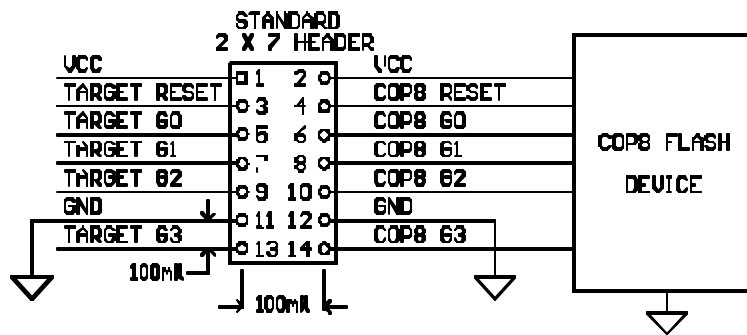 STANDARD
2 X 7 HEADER
VCC 1 2 VCC
TARGET RESET 3 4 COP8 RESET
TARGET G0 5 6 COP8 G0
TARGET G1 7 8 COP8 G1
TARGET G2 9 10 COP8 G2
GND 11 12 GND
TARGET G3 13 14 COP8 G3
100mil
100mil
COP8 FLASH
DEVICE